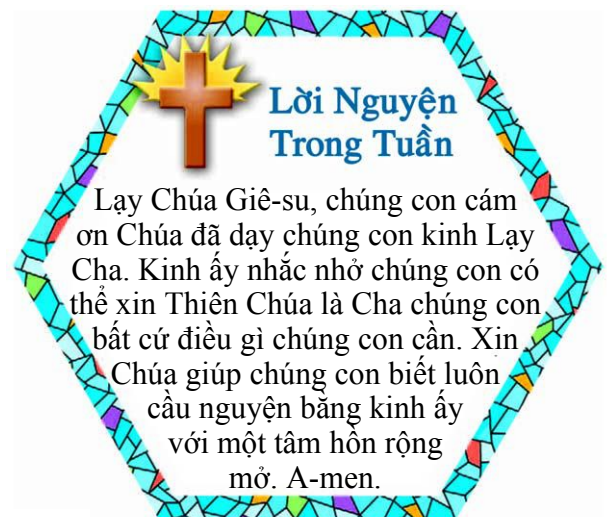 Lời Nguyện
Trong Tuần
Lạy Chúa Giê-su, chúng con cám
ơn Chúa đã dạy chúng con kinh Lạy
Cha. Kinh ấy nhắc nhở chúng con có
thể xin Thiên Chúa là Cha chúng con
bất cứ điều gì chúng con cần. Xin
Chúa giúp chúng con biết luôn
cầu nguyện bằng kinh ấy
với một tâm hồn rộng
mở. A-men.